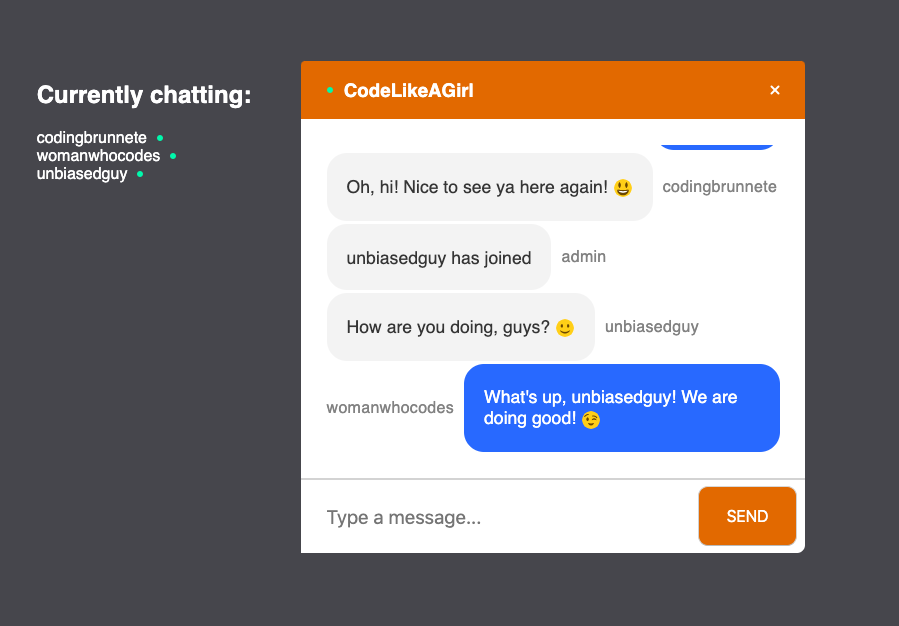 Currently chatting:
codingbrunnete
womanwhocodes
unbiasedguy
CodeLikeAGirl
×
Oh, hi! Nice to see ya here again! 😃
codingbrunnete
unbiasedguy has joined
admin
How are you doing, guys? 🙂
unbiasedguy
womanwhocodes
What's up, unbiasedguy! We are
doing good! 😉
Type a message...
SEND